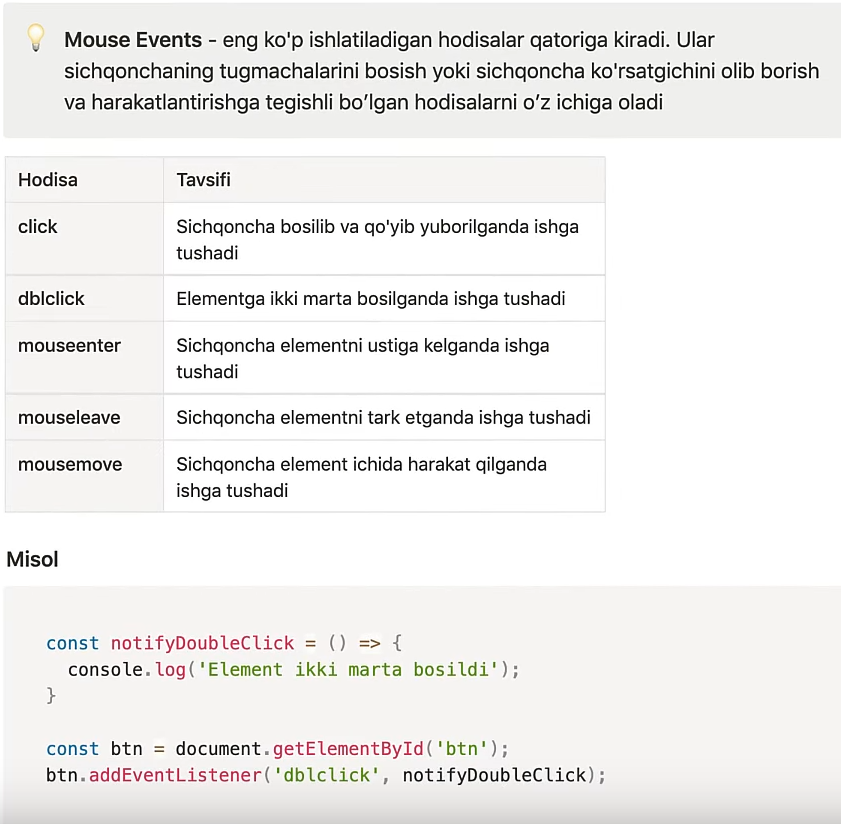 Mouse Events - eng ko'p ishlatiladigan hodisalar qatoriga kiradi. Ular
sichqonchaning tugmachalarini bosish yoki sichqoncha ko'rsatgichini olib borish
va harakatlantirishga tegishli bo’lgan hodisalarni o’z ichiga oladi
Hodisa Tavsifi
click Sichqoncha bosilib va qo'yib yuborilganda ishga
tushadi
dblclick Elementga ikki marta bosilganda ishga tushadi
mouseenter Sichqoncha elementni ustiga kelganda ishga
tushadi
mouseleave Sichqoncha elementni tark etganda ishga tushadi
mousemove Sichqoncha element ichida harakat qilganda
ishga tushadi
Misol
const notifyDoubleClick = () => {
  console.log('Element ikki marta bosildi');
}
const btn = document.getElementById('btn');
btn.addEventListener('dblclick', notifyDoubleClick);